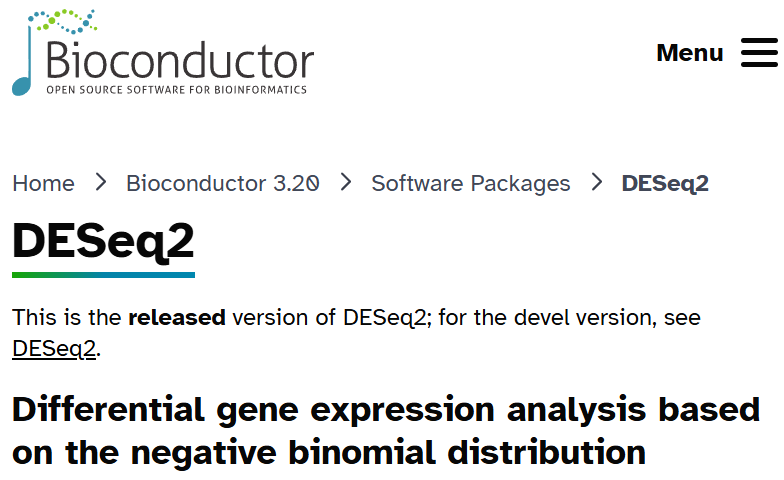 Bioconductor
OPEN SOURCE SOFTWARE FOR BIOINFORMATICS
Menu
Home > Bioconductor 3.20 > Software Packages > DESeq2
DESeq2
This is the released version of DESeq2; for the devel version, see
DESeq2.
Differential gene expression analysis based
on the negative binomial distribution